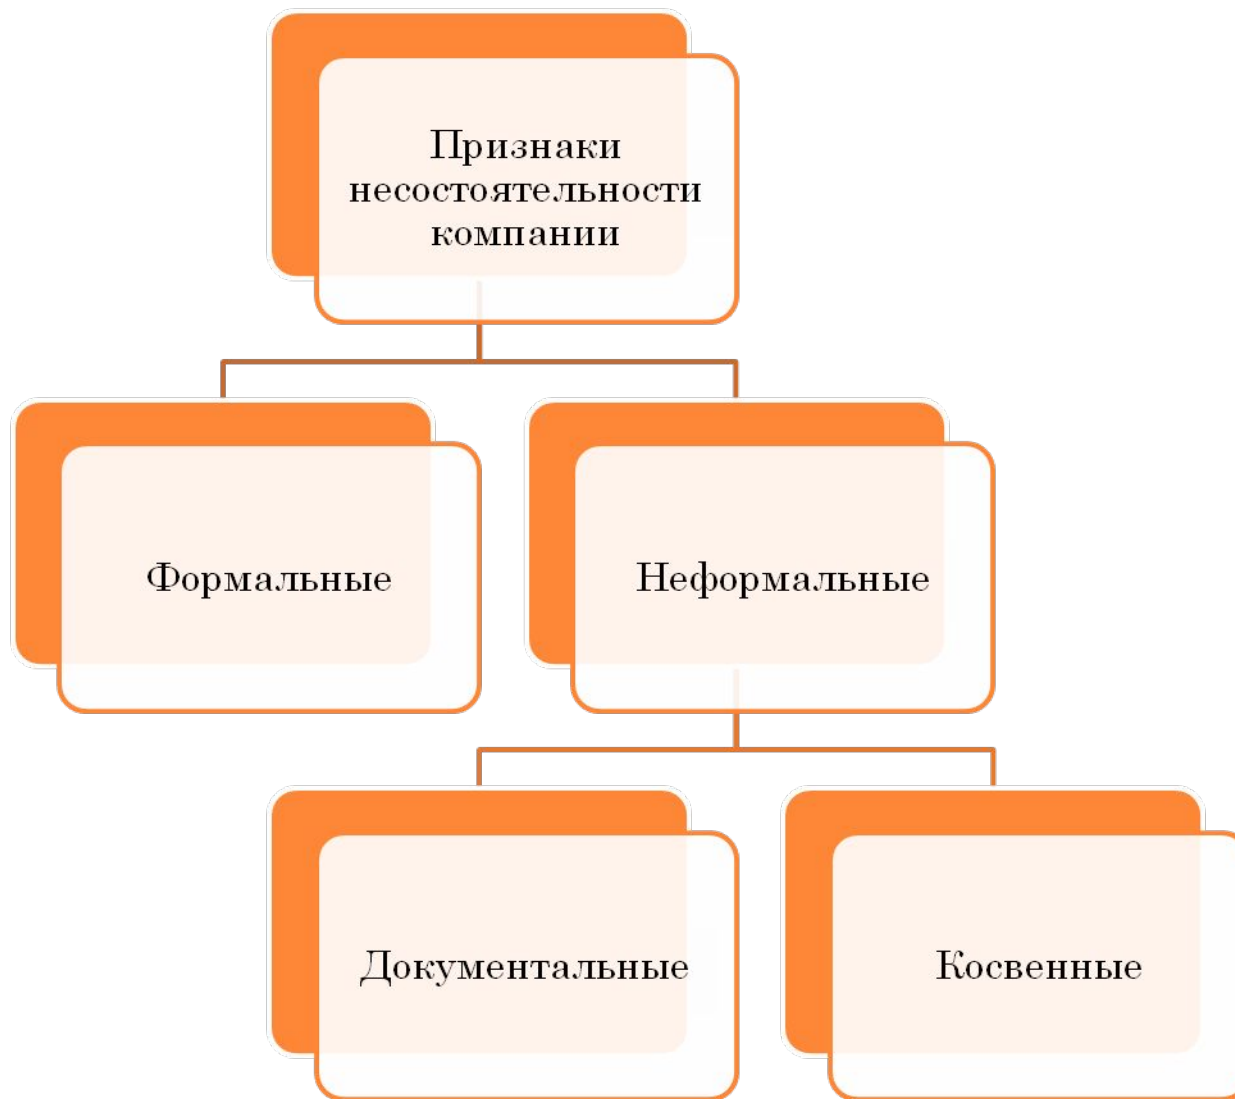 Признаки
несостоятельности
компании
Формальные
Неформальные
Документальные
Косвенные